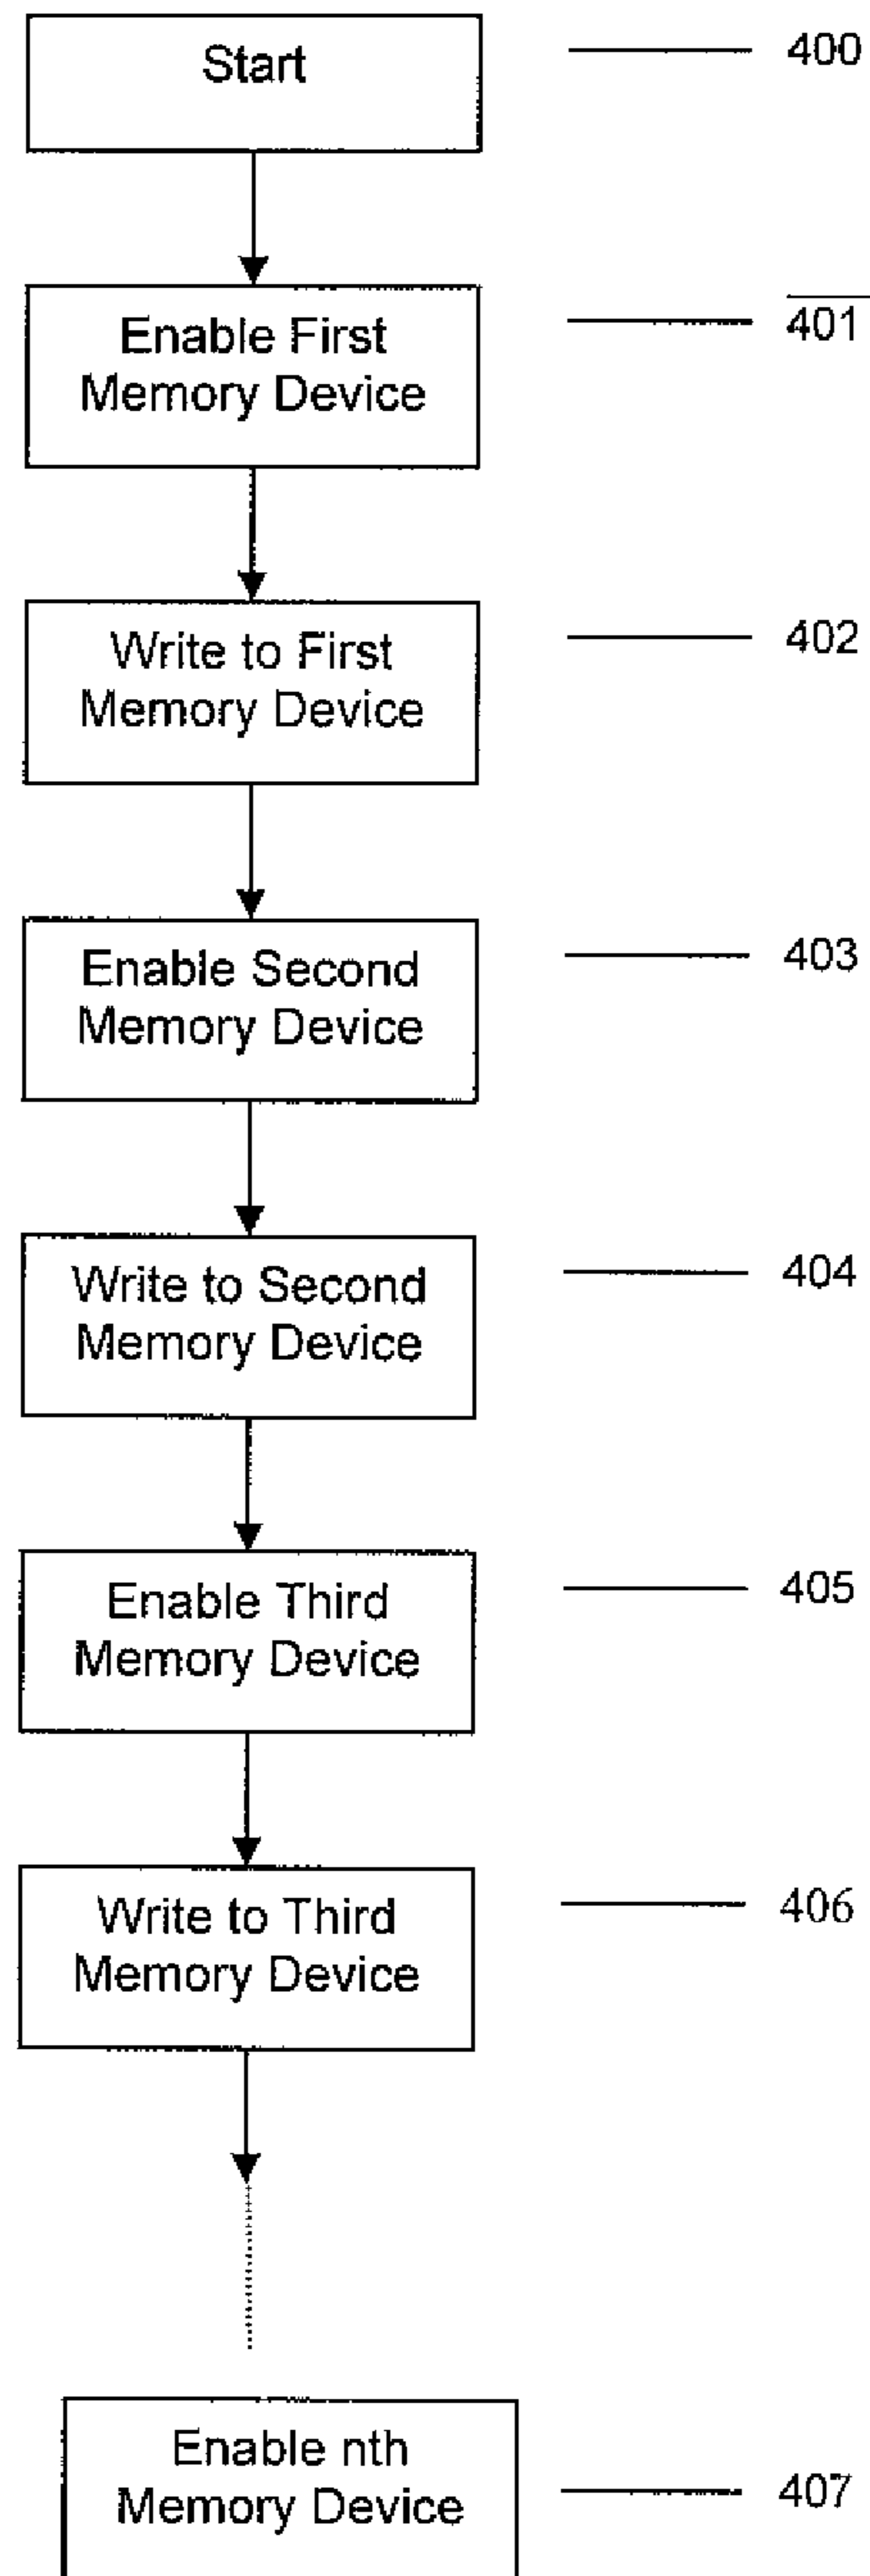 Start
400
Enable First
Memory Device
401
Write to First
Memory Device
402
Enable Second
Memory Device
403
Write to Second
Memory Device
404
Enable Third
Memory Device
405
Write to Third
Memory Device
406
Enable nth
Memory Device
407